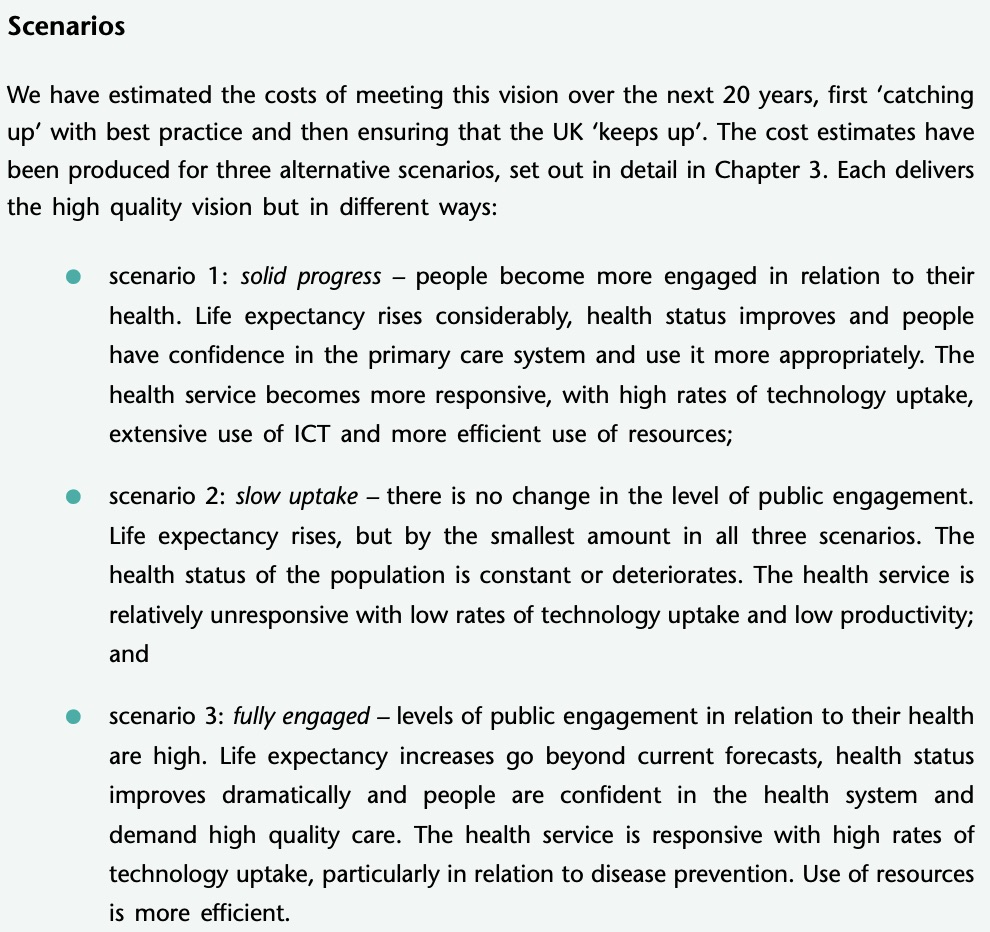 Scenarios
We have estimated the costs of meeting this vision over the next 20 years, first ‘catching
up’ with best practice and then ensuring that the UK ‘keeps up’. The cost estimates have
been produced for three alternative scenarios, set out in detail in Chapter 3. Each delivers
the high quality vision but in different ways:
● scenario 1: solid progress – people become more engaged in relation to their
health. Life expectancy rises considerably, health status improves and people
have confidence in the primary care system and use it more appropriately. The
health service becomes more responsive, with high rates of technology uptake,
extensive use of ICT and more efficient use of resources;
● scenario 2: slow uptake – there is no change in the level of public engagement.
Life expectancy rises, but by the smallest amount in all three scenarios. The
health status of the population is constant or deteriorates. The health service is
relatively unresponsive with low rates of technology uptake and low productivity;
and
● scenario 3: fully engaged – levels of public engagement in relation to their health
are high. Life expectancy increases go beyond current forecasts, health status
improves dramatically and people are confident in the health system and
demand high quality care. The health service is responsive with high rates of
technology uptake, particularly in relation to disease prevention. Use of resources
is more efficient.